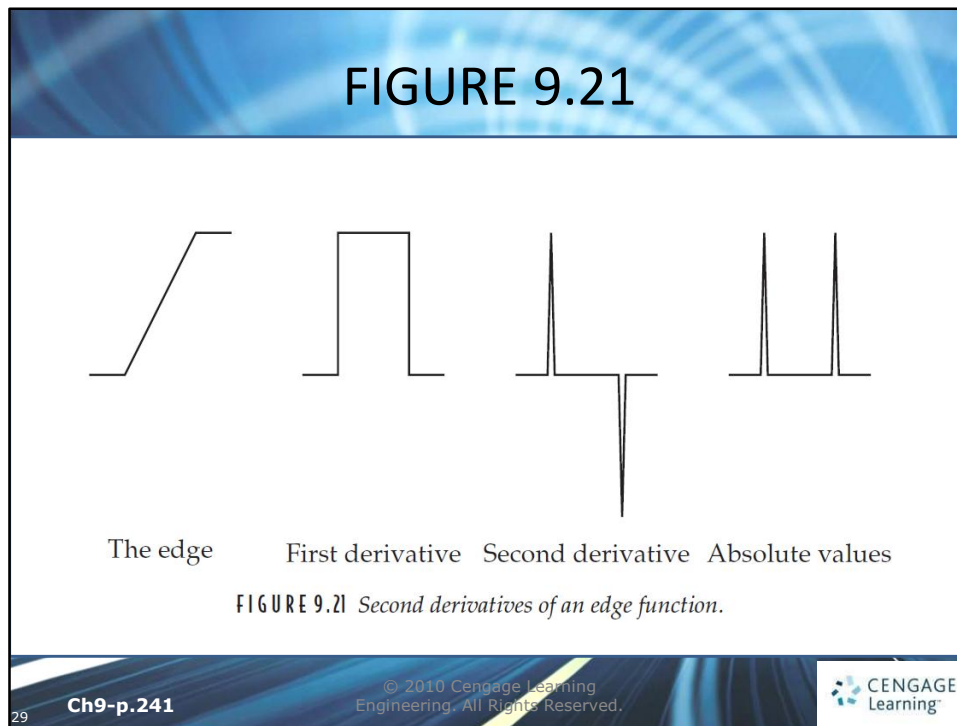 FIGURE 9.21
The edge
First derivative
Second derivative
Absolute values
FIGURE 9.21 Second derivatives of an edge function.
29
Ch9-p.241
© 2010 Cengage Learning
Engineering. All Rights Reserved.
CENGAGE
Learning™